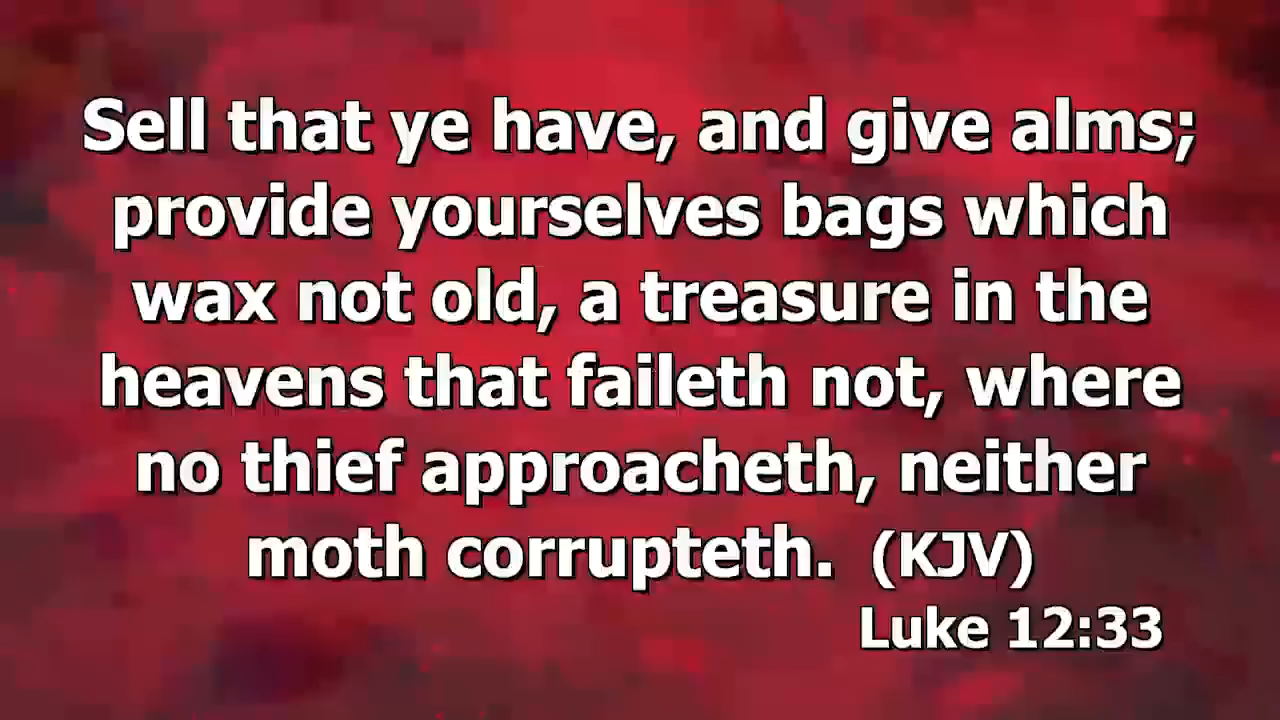 Sell that ye have, and give alms;
provide yourselves bags which
wax not old, a treasure in the
heavens that faileth not, where
no thief approacheth, neither
moth corrupteth. (KJV)
Luke 12:33